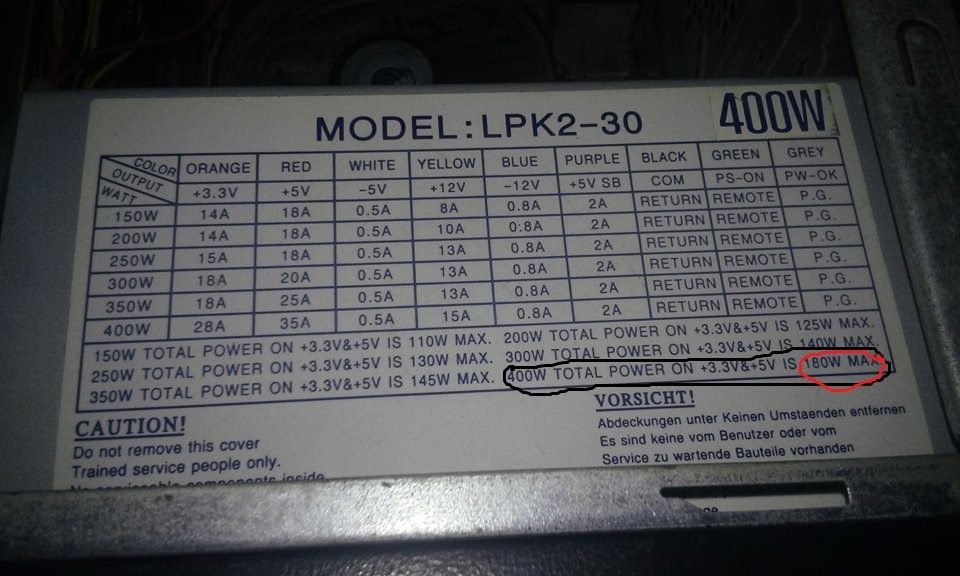 MODEL: LPK2-30 400W
COLOR OUTPUT WATT ORANGE RED WHITE YELLOW BLUE PURPLE BLACK GREEN GREY
+3.3V +5V -5V +12V -12V +5V SB COM PS-ON PW-OK
150W 14A 18A 0.5A 8A 0.8A 2A RETURN REMOTE P.G.
200W 14A 18A 0.5A 10A 0.8A 2A RETURN REMOTE P.G.
250W 15A 18A 0.5A 13A 0.8A 2A RETURN REMOTE P.G.
300W 18A 20A 0.5A 13A 0.8A 2A RETURN REMOTE P.G.
350W 18A 25A 0.5A 13A 0.8A 2A RETURN REMOTE P.G.
400W 28A 35A 0.5A 15A 0.8A 2A RETURN REMOTE P.G.
150W TOTAL POWER ON +3.3V&+5V IS 110W MAX. 200W TOTAL POWER ON +3.3V&+5V IS 125W MAX.
250W TOTAL POWER ON +3.3V&+5V IS 130W MAX. 300W TOTAL POWER ON +3.3V&+5V IS 140W MAX.
350W TOTAL POWER ON +3.3V&+5V IS 145W MAX. 400W TOTAL POWER ON +3.3V&+5V IS 180W MAX
CAUTION!
Do not remove this cover
Trained service people only.
No serviceable components inside
VORSICHT!
Abdeckungen unter Keinen Umstaenden entfernen
Es sind keine vom Benutzer oder vom
Service zu wartende Bauteile vorhanden